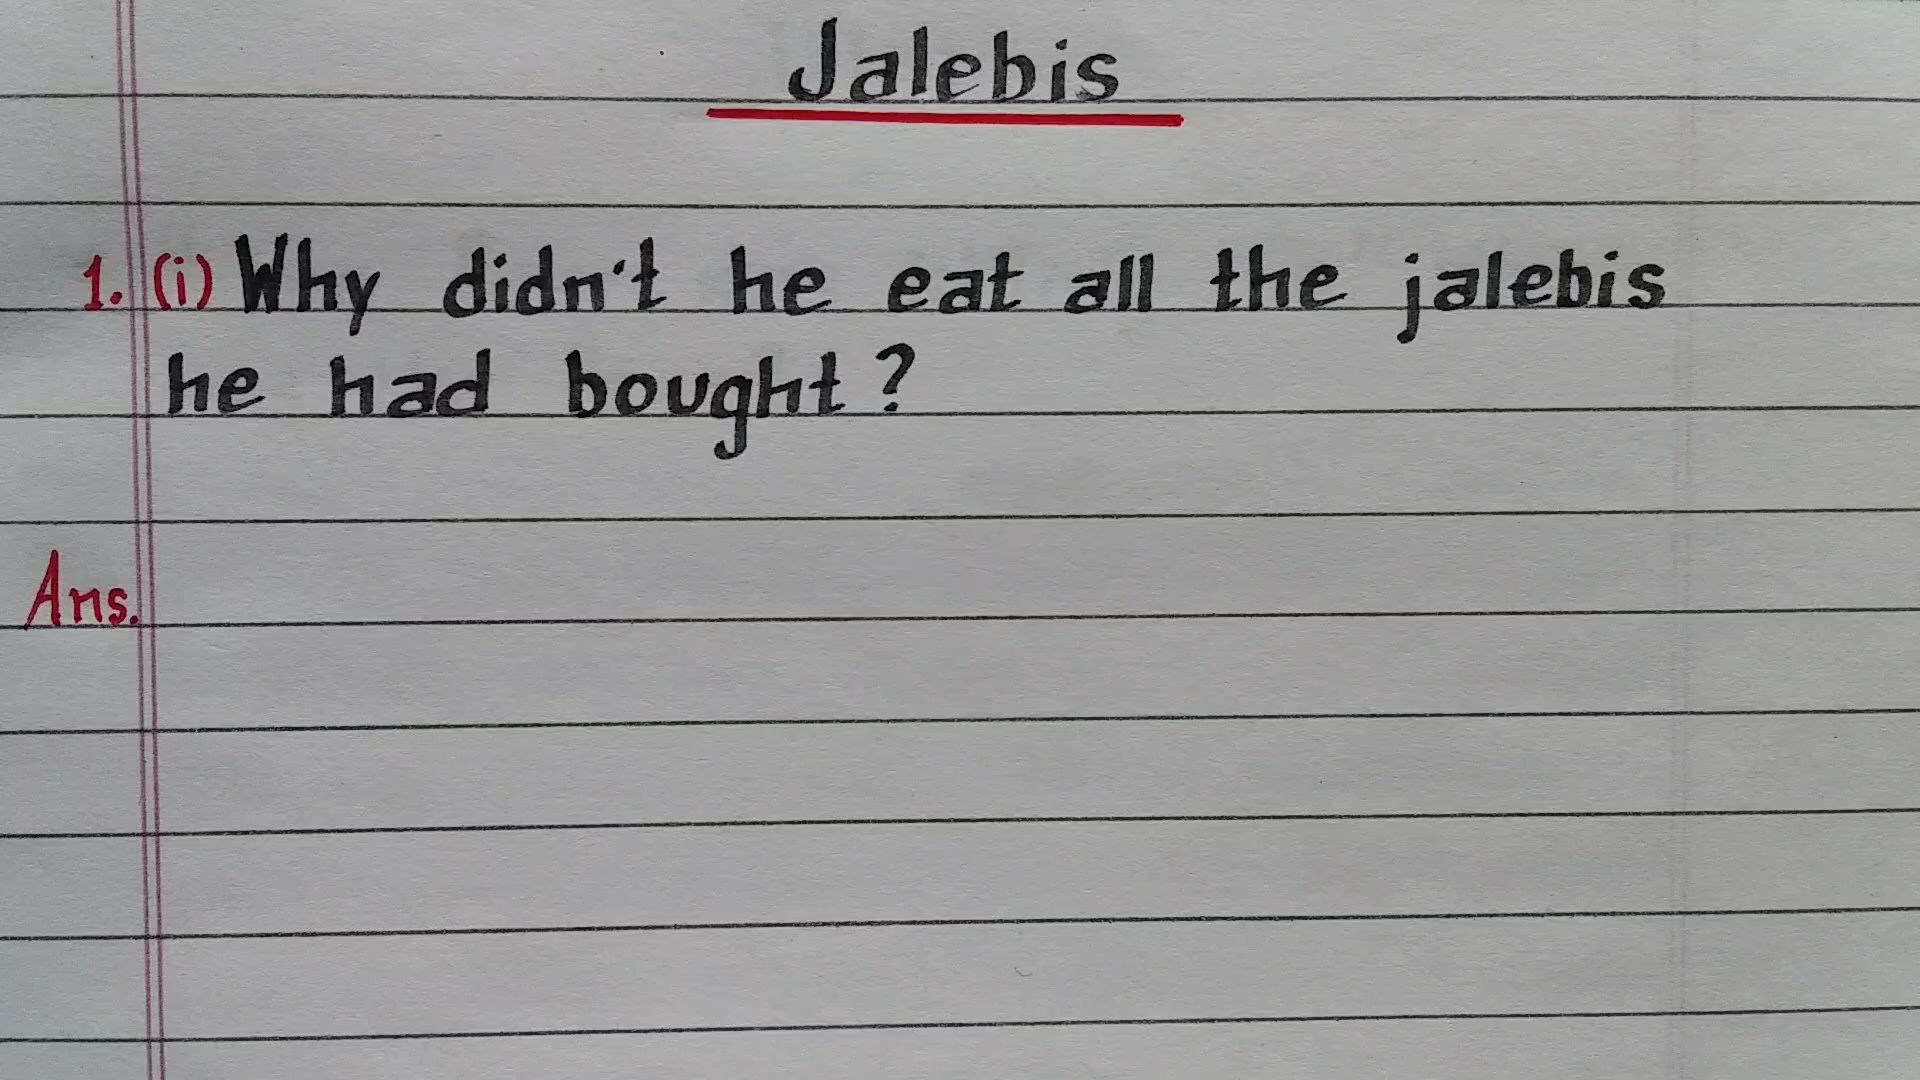 Jalebis
1. (i) Why didn't he eat all the jalebis
he had bought?
Ans.